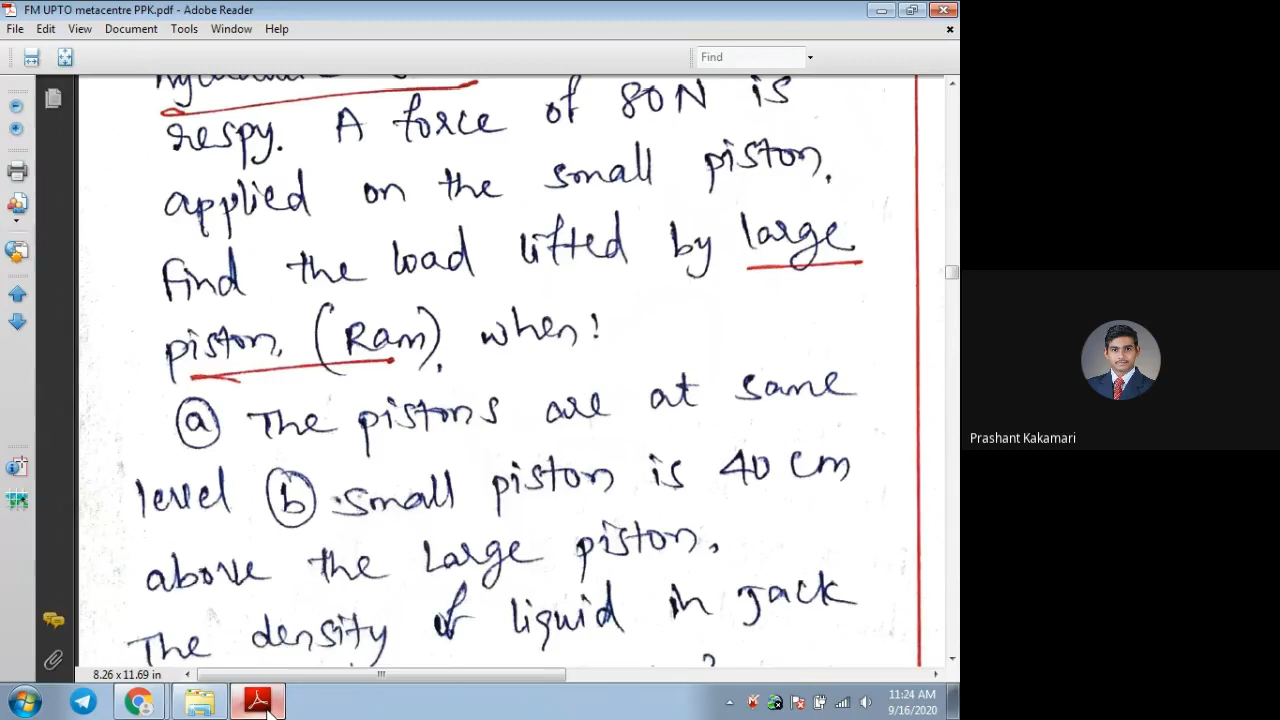 FM UPTO metacentre PPK.pdf - Adobe Reader
File Edit View Document Tools Window Help
Find
respy. A force of 80N is
applied on the small piston.
Find the load lifted by large
piston, (Ram), when:
(a) The pistons are at same
level (b) small piston is 40 cm
above the large piston.
The density of liquid in Jack
8.26 x 11.69 in
11:24 AM
9/16/2020
Prashant Kakamari